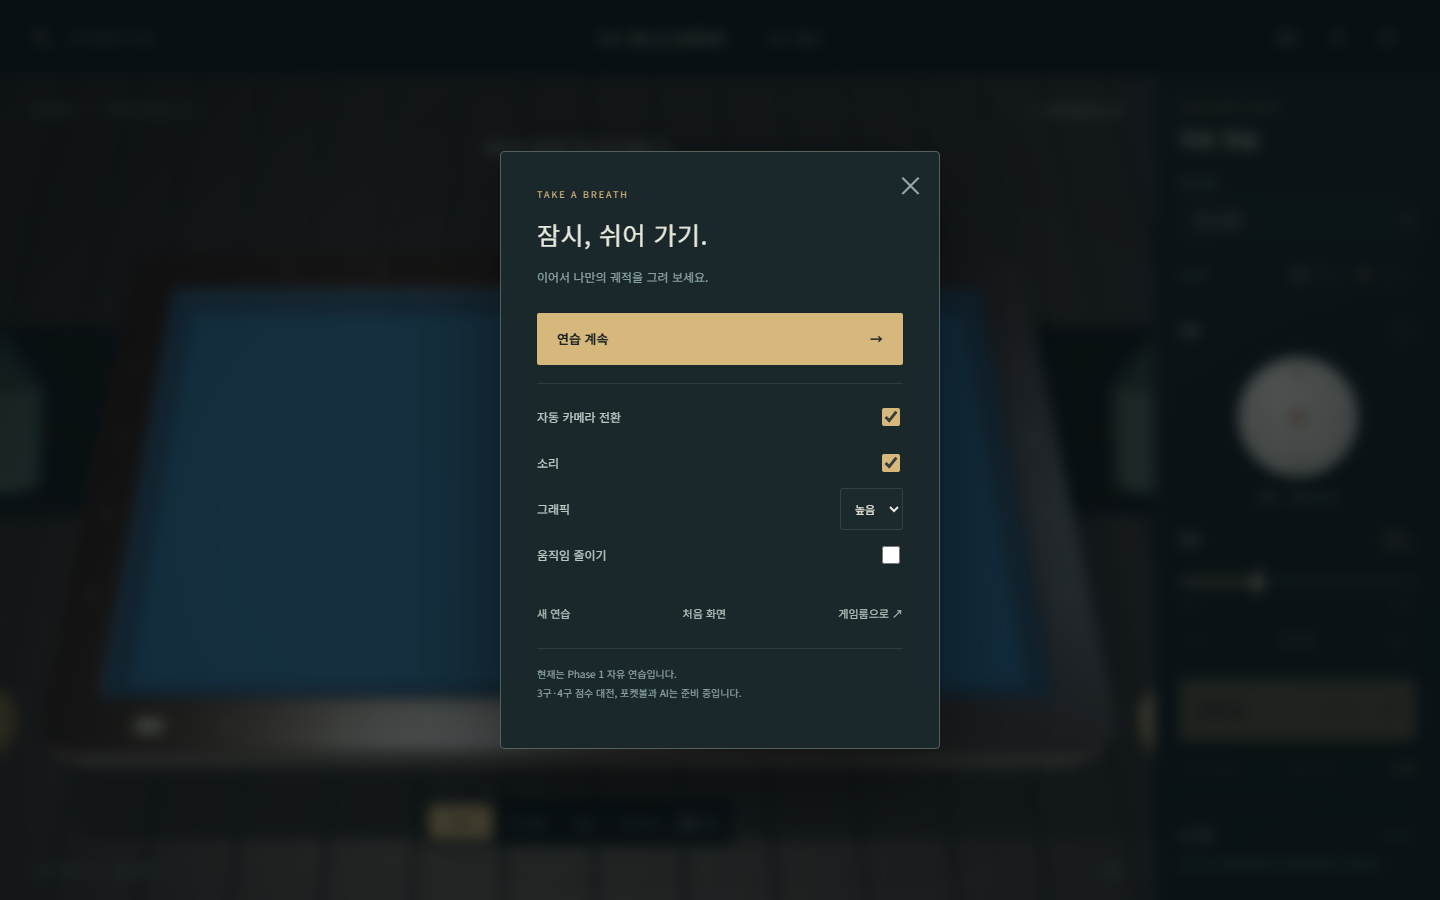 TAKE A BREATH
잠시, 쉬어 가기.
이어서 나만의 궤적을 그려 보세요.
연습 계속 →
자동 카메라 전환
소리
그래픽 높음
움직임 줄이기
새 연습 처음 화면 게임룸으로 ↗
현재는 Phase 1 자유 연습입니다.
3구·4구 점수 대전, 포켓볼과 AI는 준비 중입니다.